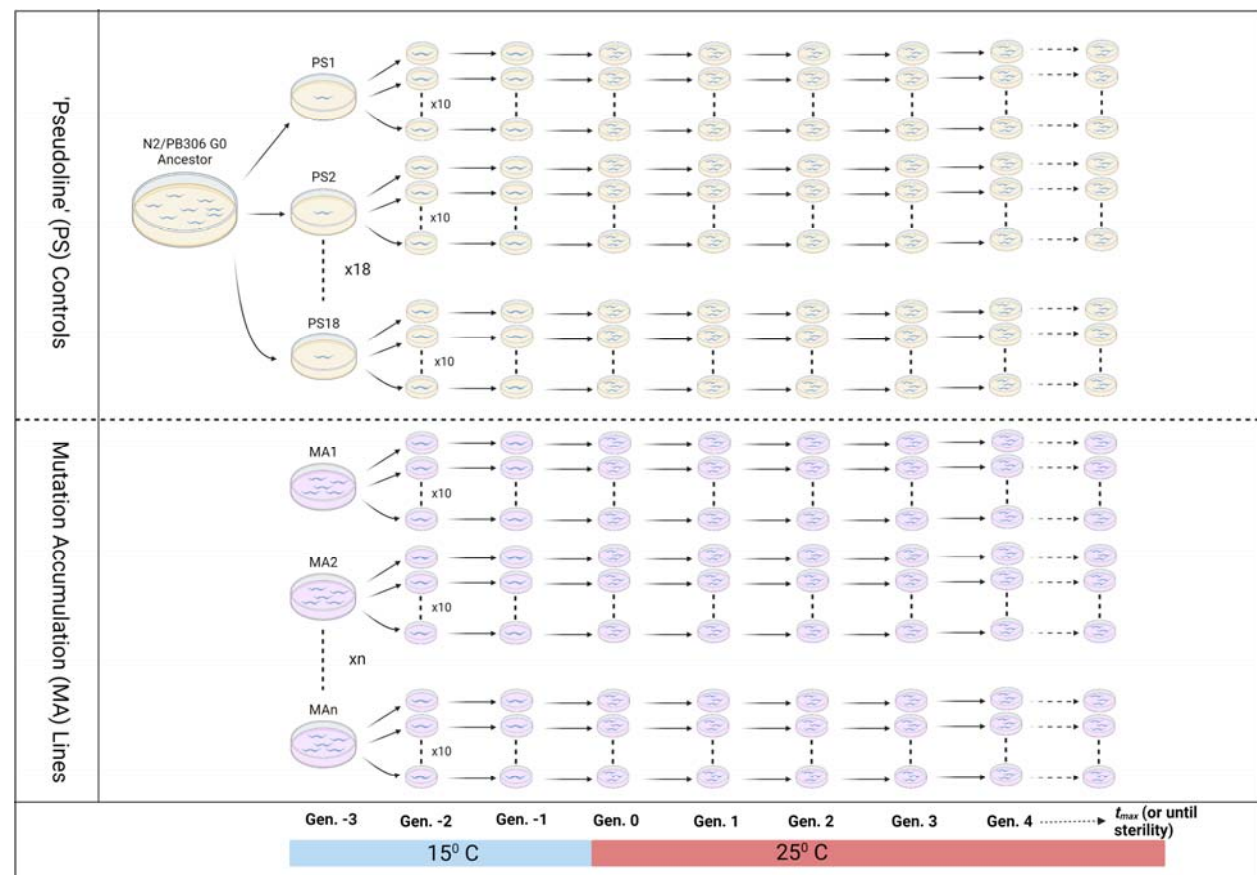 'Pseudoline' (PS) Controls
N2/PB306 G0
Ancestor
PS1
x10
PS2
x10
x18
PS18
x10
Mutation Accumulation (MA) Lines
MA1
x10
MA2
x10
xn
MAn
x10
Gen. -3 Gen. -2 Gen. -1 Gen. 0 Gen. 1 Gen. 2 Gen. 3 Gen. 4 tmax (or until
sterility)
15⁰ C 25⁰ C